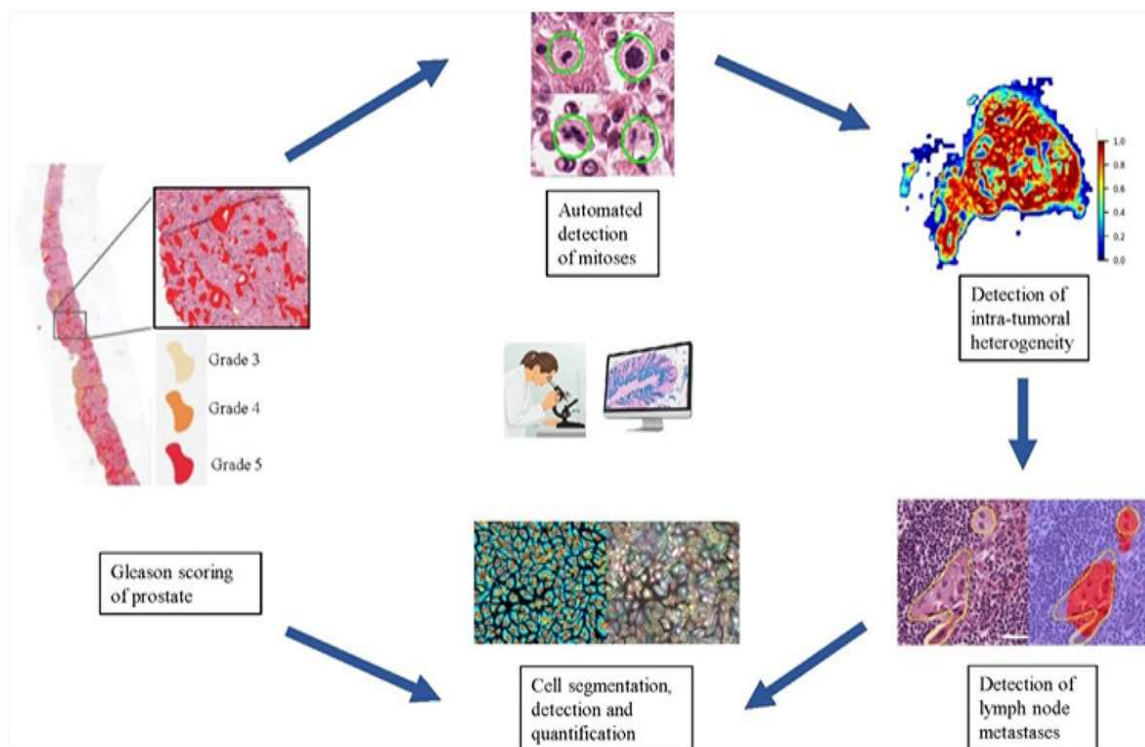 Automated
detection
of mitoses
1.0
0.8
0.6
0.4
0.2
0.0
Detection of
intra-tumoral
heterogeneity
Grade 3
Grade 4
Grade 5
Gleason scoring
of prostate
Cell segmentation,
detection and
quantification
Detection of
lymph node
metastases